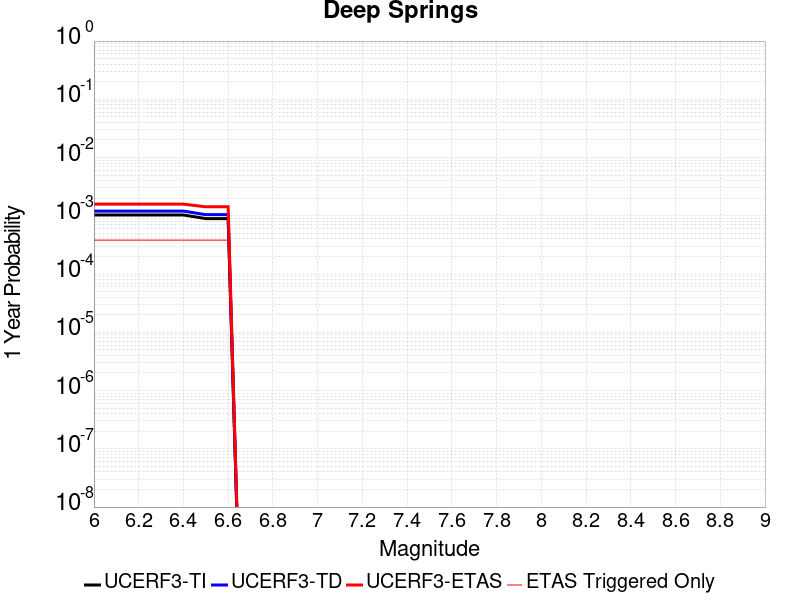 Deep Springs
10^0
10^-1
10^-2
10^-3
10^-4
10^-5
10^-6
10^-7
10^-8
1 Year Probability
6 6.2 6.4 6.6 6.8 7 7.2 7.4 7.6 7.8 8 8.2 8.4 8.6 8.8 9
Magnitude
UCERF3-TI UCERF3-TD UCERF3-ETAS ETAS Triggered Only